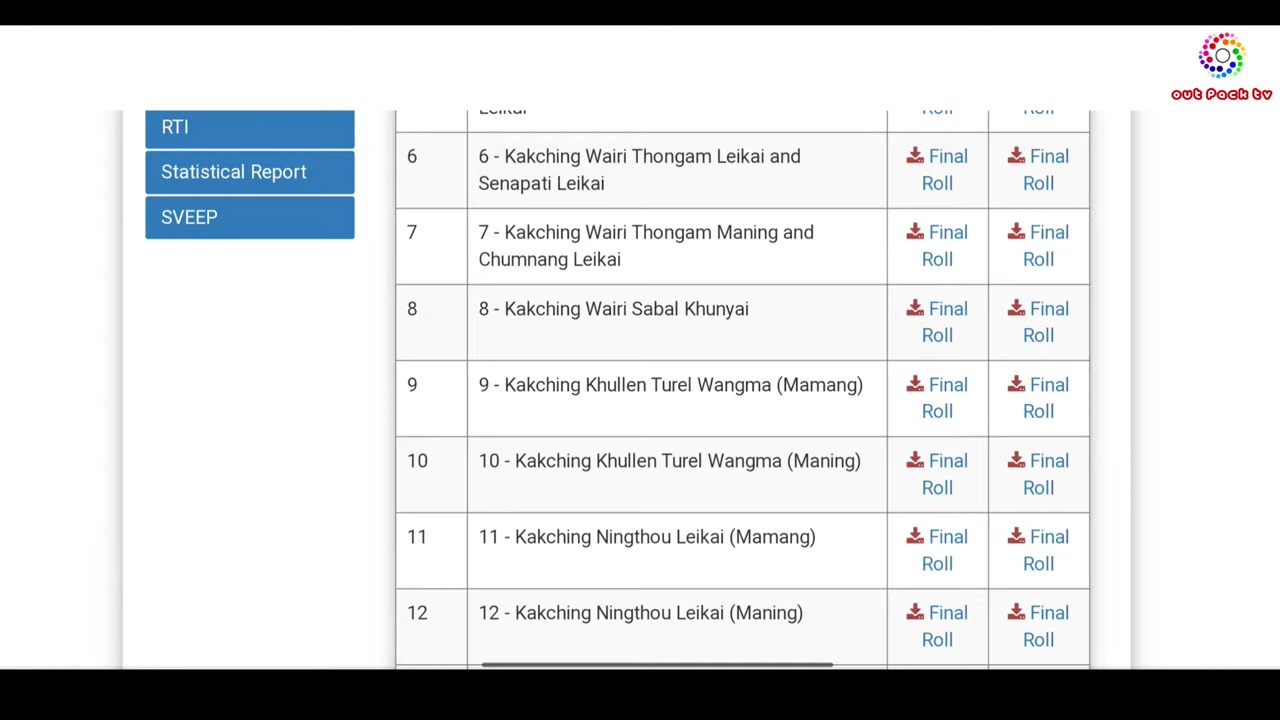 out Pack tv
RTI
Statistical Report
SVEEP
6
6 - Kakching Wairi Thongam Leikai and
Senapati Leikai
Final
Roll
Final
Roll
7
7 - Kakching Wairi Thongam Maning and
Chumnang Leikai
Final
Roll
Final
Roll
8
8 - Kakching Wairi Sabal Khunyai
Final
Roll
Final
Roll
9
9 - Kakching Khullen Turel Wangma (Mamang)
Final
Roll
Final
Roll
10
10 - Kakching Khullen Turel Wangma (Maning)
Final
Roll
Final
Roll
11
11 - Kakching Ningthou Leikai (Mamang)
Final
Roll
Final
Roll
12
12 - Kakching Ningthou Leikai (Maning)
Final
Roll
Final
Roll